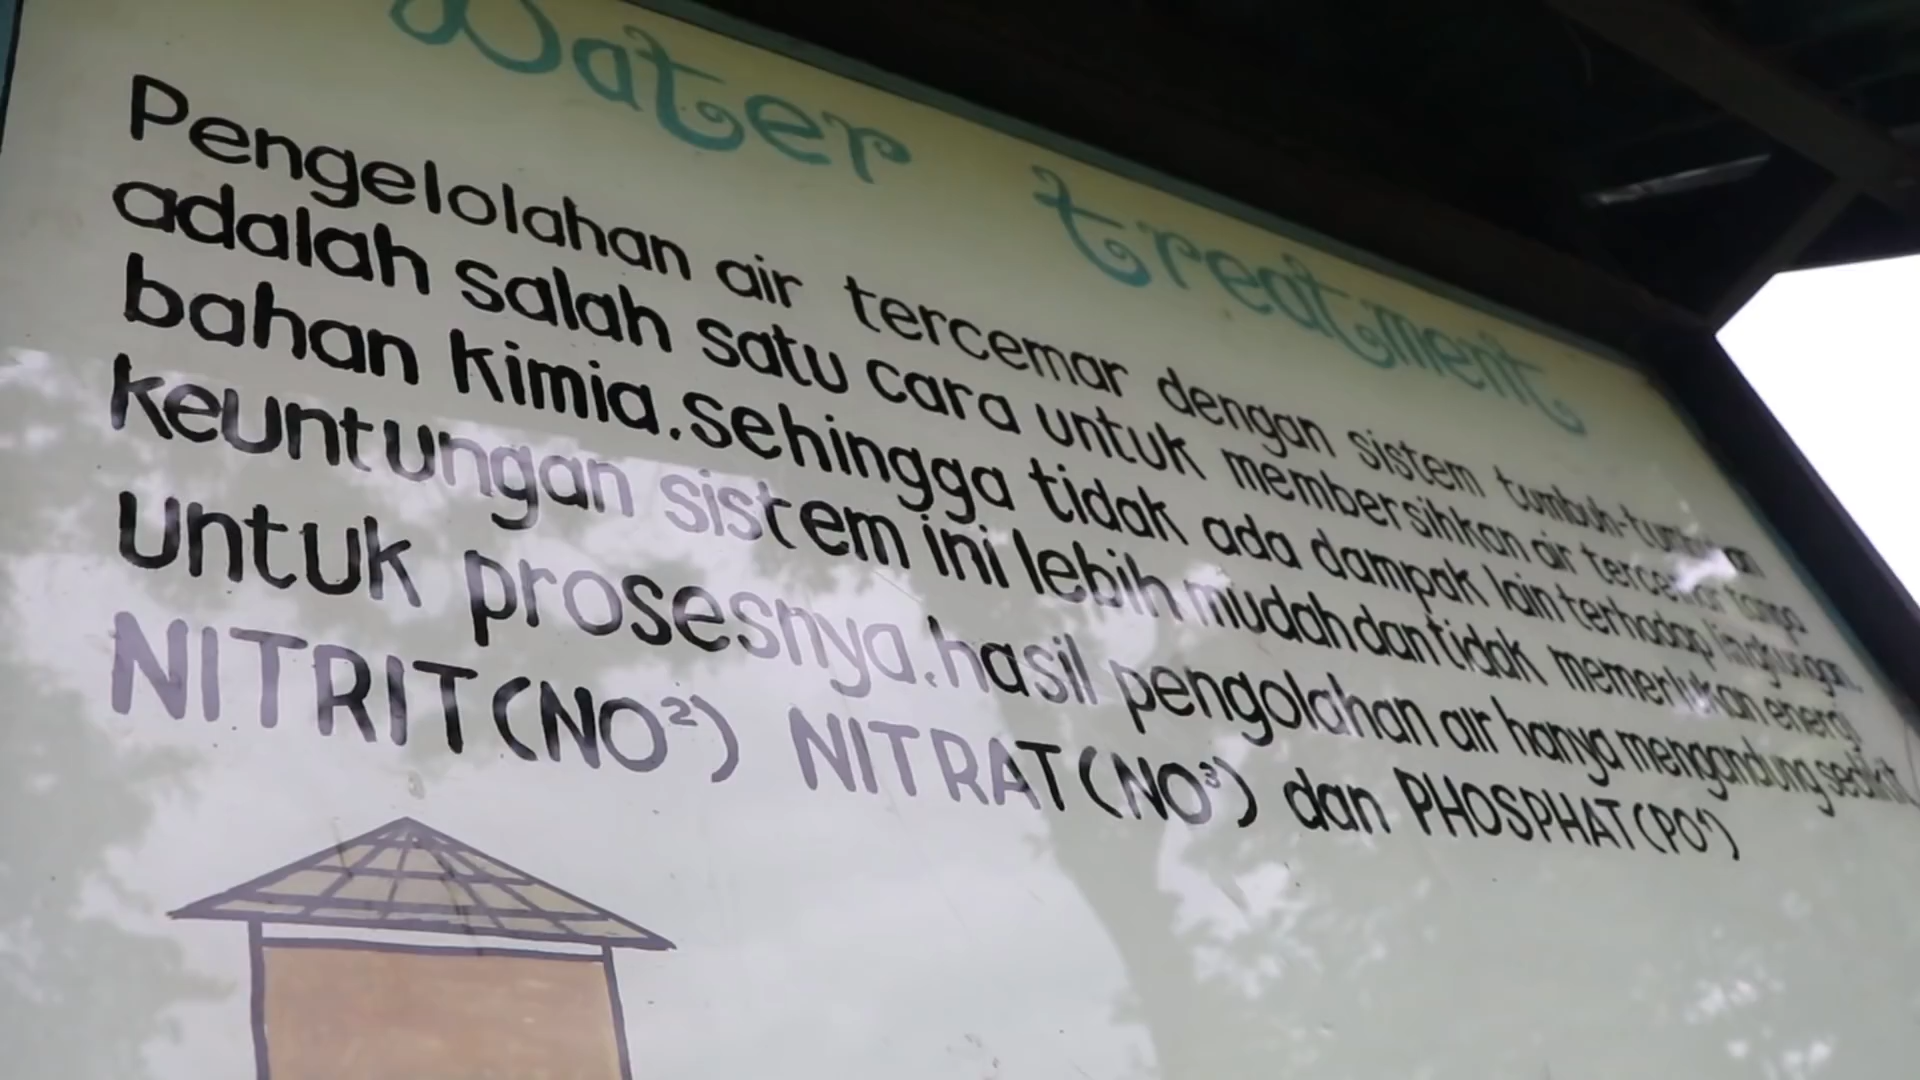 Water treatment
Pengelolahan air tercemar dengan sistem tumbuh-tumbuhan
adalah salah satu cara untuk membersihkan air tercemar tanpa
bahan kimia.sehingga tidak ada dampak lain terhadap lingkungan.
keuntungan sistem ini lebih mudah dan tidak memerlukan energi
untuk prosesnya.hasil pengolahan air hanya mengandung sedikit
NITRIT(NO²) NITRAT(NO³) dan PHOSPHAT(PO⁴)